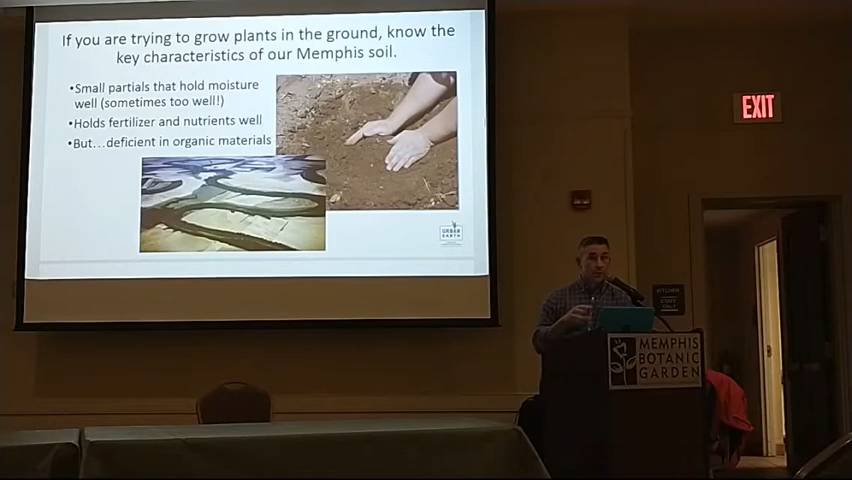 If you are trying to grow plants in the ground, know the
key characteristics of our Memphis soil.
•Small partials that hold moisture
well (sometimes too well!)
•Holds fertilizer and nutrients well
•But…deficient in organic materials
URBAN
EARTH
EXIT
KITCHEN
STAFF
ONLY
MEMPHIS
BOTANIC
GARDEN